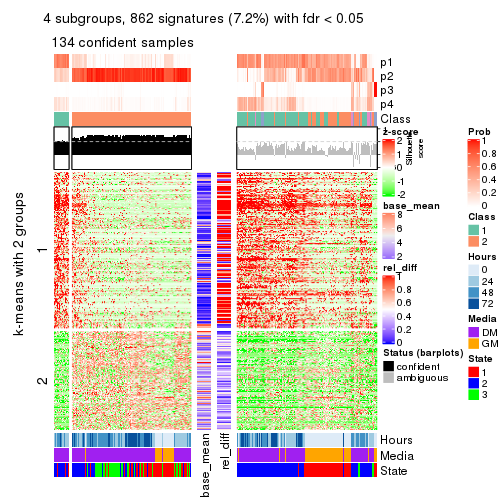 4 subgroups, 862 signatures (7.2%) with fdr < 0.05
134 confident samples
p1
p2
p3
p4
Class
k-means with 2 groups
1
2
z-score
2
1
0
-1
-2
Silhouette
score
base_mean
8
6
4
2
rel_diff
1
0.8
0.6
0.4
0.2
0
Status (barplots)
confident
ambiguous
Prob
1
0.8
0.6
0.4
0.2
0
Class
1
2
Hours
0
24
48
72
Media
DM
GM
State
1
2
3
Hours
Media
State
base_mean
rel_diff